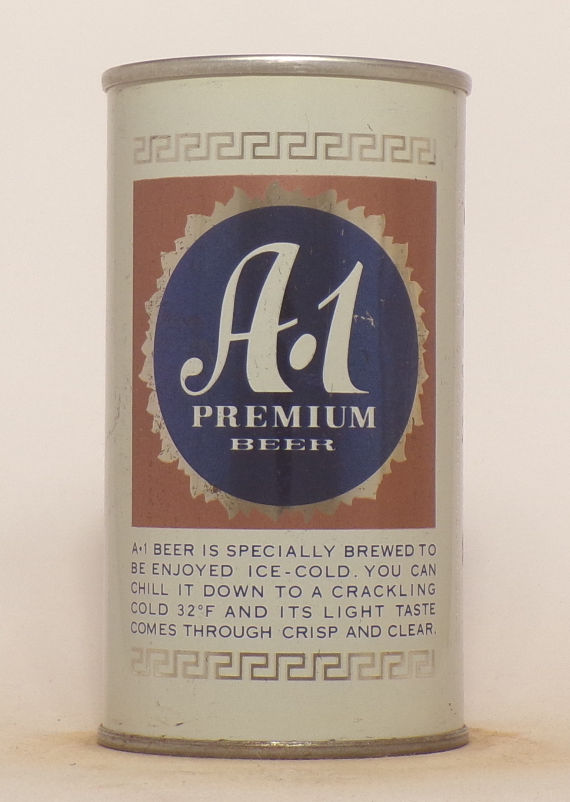 A•1
PREMIUM
BEER
A•1 BEER IS SPECIALLY BREWED TO
BE ENJOYED ICE-COLD. YOU CAN
CHILL IT DOWN TO A CRACKLING
COLD 32°F AND ITS LIGHT TASTE
COMES THROUGH CRISP AND CLEAR.